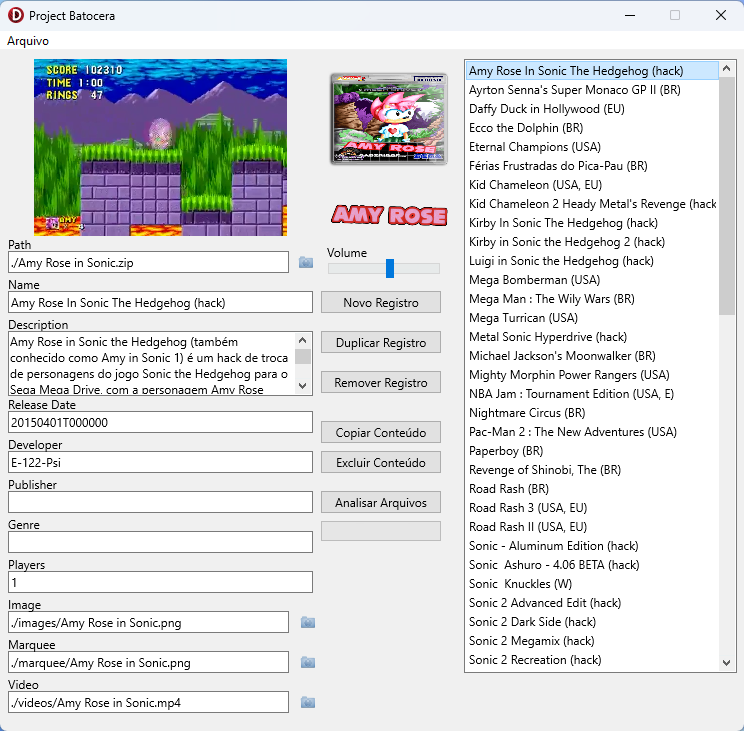 Project Batocera
Arquivo
SCORE 102310
TIME 1:00
RINGS 47
AMY
AMY ROSE
AMY ROSE
Path
./Amy Rose in Sonic.zip
Name
Amy Rose In Sonic The Hedgehog (hack)
Description
Amy Rose in Sonic the Hedgehog (também
conhecido como Amy in Sonic 1) é um hack de troca
de personagens do jogo Sonic the Hedgehog para o
Sega Mega Drive, com a personagem Amy Rose
Release Date
20150401T000000
Developer
E-122-Psi
Publisher
Genre
Players
1
Image
./images/Amy Rose in Sonic.png
Marquee
./marquee/Amy Rose in Sonic.png
Video
./videos/Amy Rose in Sonic.mp4
Volume
Novo Registro
Duplicar Registro
Remover Registro
Copiar Conteúdo
Excluir Conteúdo
Analisar Arquivos
Amy Rose In Sonic The Hedgehog (hack)
Ayrton Senna's Super Monaco GP II (BR)
Daffy Duck in Hollywood (EU)
Ecco the Dolphin (BR)
Eternal Champions (USA)
Férias Frustradas do Pica-Pau (BR)
Kid Chameleon (USA, EU)
Kid Chameleon 2 Heady Metal's Revenge (hack
Kirby In Sonic The Hedgehog (hack)
Kirby in Sonic the Hedgehog 2 (hack)
Luigi in Sonic the Hedgehog (hack)
Mega Bomberman (USA)
Mega Man : The Wily Wars (BR)
Mega Turrican (USA)
Metal Sonic Hyperdrive (hack)
Michael Jackson's Moonwalker (BR)
Mighty Morphin Power Rangers (USA)
NBA Jam : Tournament Edition (USA, E)
Nightmare Circus (BR)
Pac-Man 2 : The New Adventures (USA)
Paperboy (BR)
Revenge of Shinobi, The (BR)
Road Rash (BR)
Road Rash 3 (USA, EU)
Road Rash II (USA, EU)
Sonic - Aluminum Edition (hack)
Sonic  Ashuro - 4.06 BETA (hack)
Sonic  Knuckles (W)
Sonic 2 Advanced Edit (hack)
Sonic 2 Dark Side (hack)
Sonic 2 Megamix (hack)
Sonic 2 Recreation (hack)